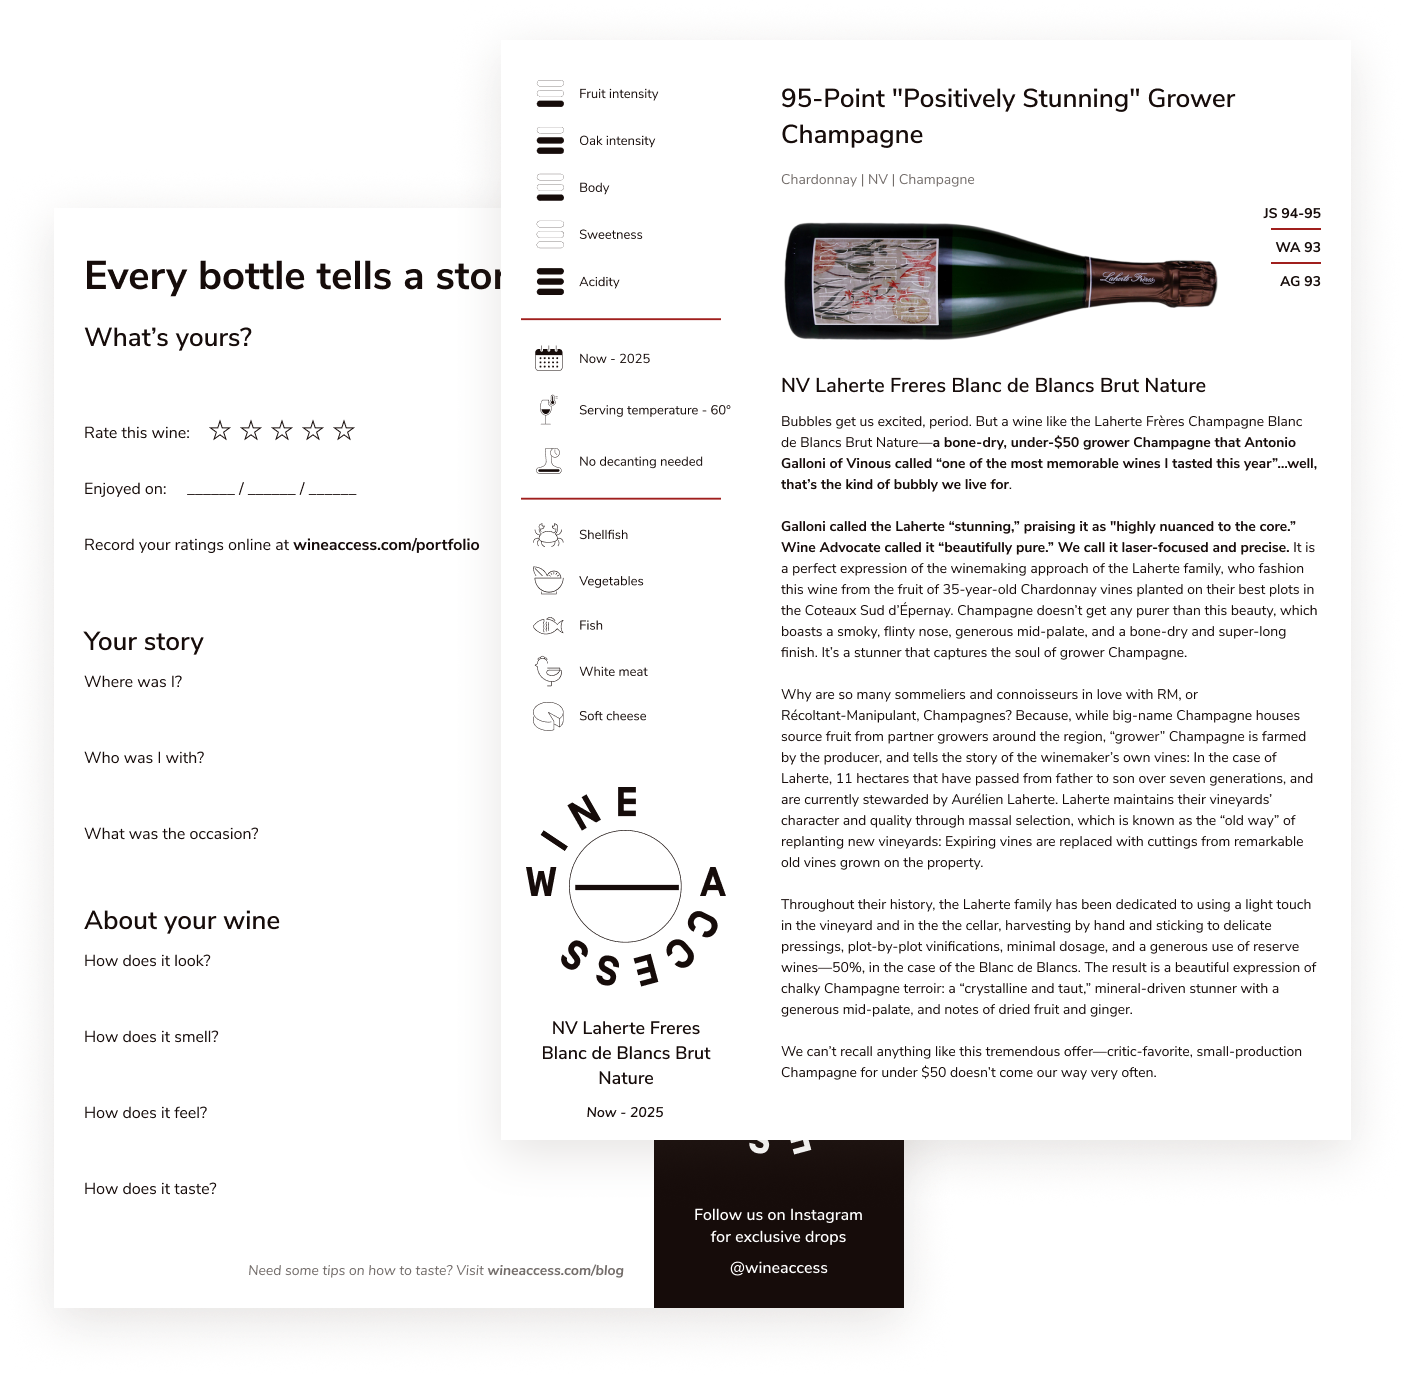 Every bottle tells a stor
What’s yours?
Rate this wine:
Enjoyed on: ______ / ______ / ______
Record your ratings online at wineaccess.com/portfolio
Your story
Where was I?
Who was I with?
What was the occasion?
About your wine
How does it look?
How does it smell?
How does it feel?
How does it taste?
Need some tips on how to taste? Visit wineaccess.com/blog
E S
Follow us on Instagram
for exclusive drops
@wineaccess
Fruit intensity
Oak intensity
Body
Sweetness
Acidity
Now - 2025
Serving temperature - 60°
No decanting needed
Shellfish
Vegetables
Fish
White meat
Soft cheese
WINE ACCESS
NV Laherte Freres
Blanc de Blancs Brut
Nature
Now - 2025
95-Point "Positively Stunning" Grower
Champagne
Chardonnay | NV | Champagne
Laherte Frères
JS 94-95
WA 93
AG 93
NV Laherte Freres Blanc de Blancs Brut Nature
Bubbles get us excited, period. But a wine like the Laherte Frères Champagne Blanc
de Blancs Brut Nature—a bone-dry, under-$50 grower Champagne that Antonio
Galloni of Vinous called “one of the most memorable wines I tasted this year”...well,
that’s the kind of bubbly we live for.
Galloni called the Laherte “stunning,” praising it as "highly nuanced to the core.”
Wine Advocate called it “beautifully pure.” We call it laser-focused and precise. It is
a perfect expression of the winemaking approach of the Laherte family, who fashion
this wine from the fruit of 35-year-old Chardonnay vines planted on their best plots in
the Coteaux Sud d’Épernay. Champagne doesn’t get any purer than this beauty, which
boasts a smoky, flinty nose, generous mid-palate, and a bone-dry and super-long
finish. It’s a stunner that captures the soul of grower Champagne.
Why are so many sommeliers and connoisseurs in love with RM, or
Récoltant-Manipulant, Champagnes? Because, while big-name Champagne houses
source fruit from partner growers around the region, “grower” Champagne is farmed
by the producer, and tells the story of the winemaker’s own vines: In the case of
Laherte, 11 hectares that have passed from father to son over seven generations, and
are currently stewarded by Aurélien Laherte. Laherte maintains their vineyards’
character and quality through massal selection, which is known as the “old way” of
replanting new vineyards: Expiring vines are replaced with cuttings from remarkable
old vines grown on the property.
Throughout their history, the Laherte family has been dedicated to using a light touch
in the vineyard and in the the cellar, harvesting by hand and sticking to delicate
pressings, plot-by-plot vinifications, minimal dosage, and a generous use of reserve
wines—50%, in the case of the Blanc de Blancs. The result is a beautiful expression of
chalky Champagne terroir: a “crystalline and taut,” mineral-driven stunner with a
generous mid-palate, and notes of dried fruit and ginger.
We can’t recall anything like this tremendous offer—critic-favorite, small-production
Champagne for under $50 doesn’t come our way very often.